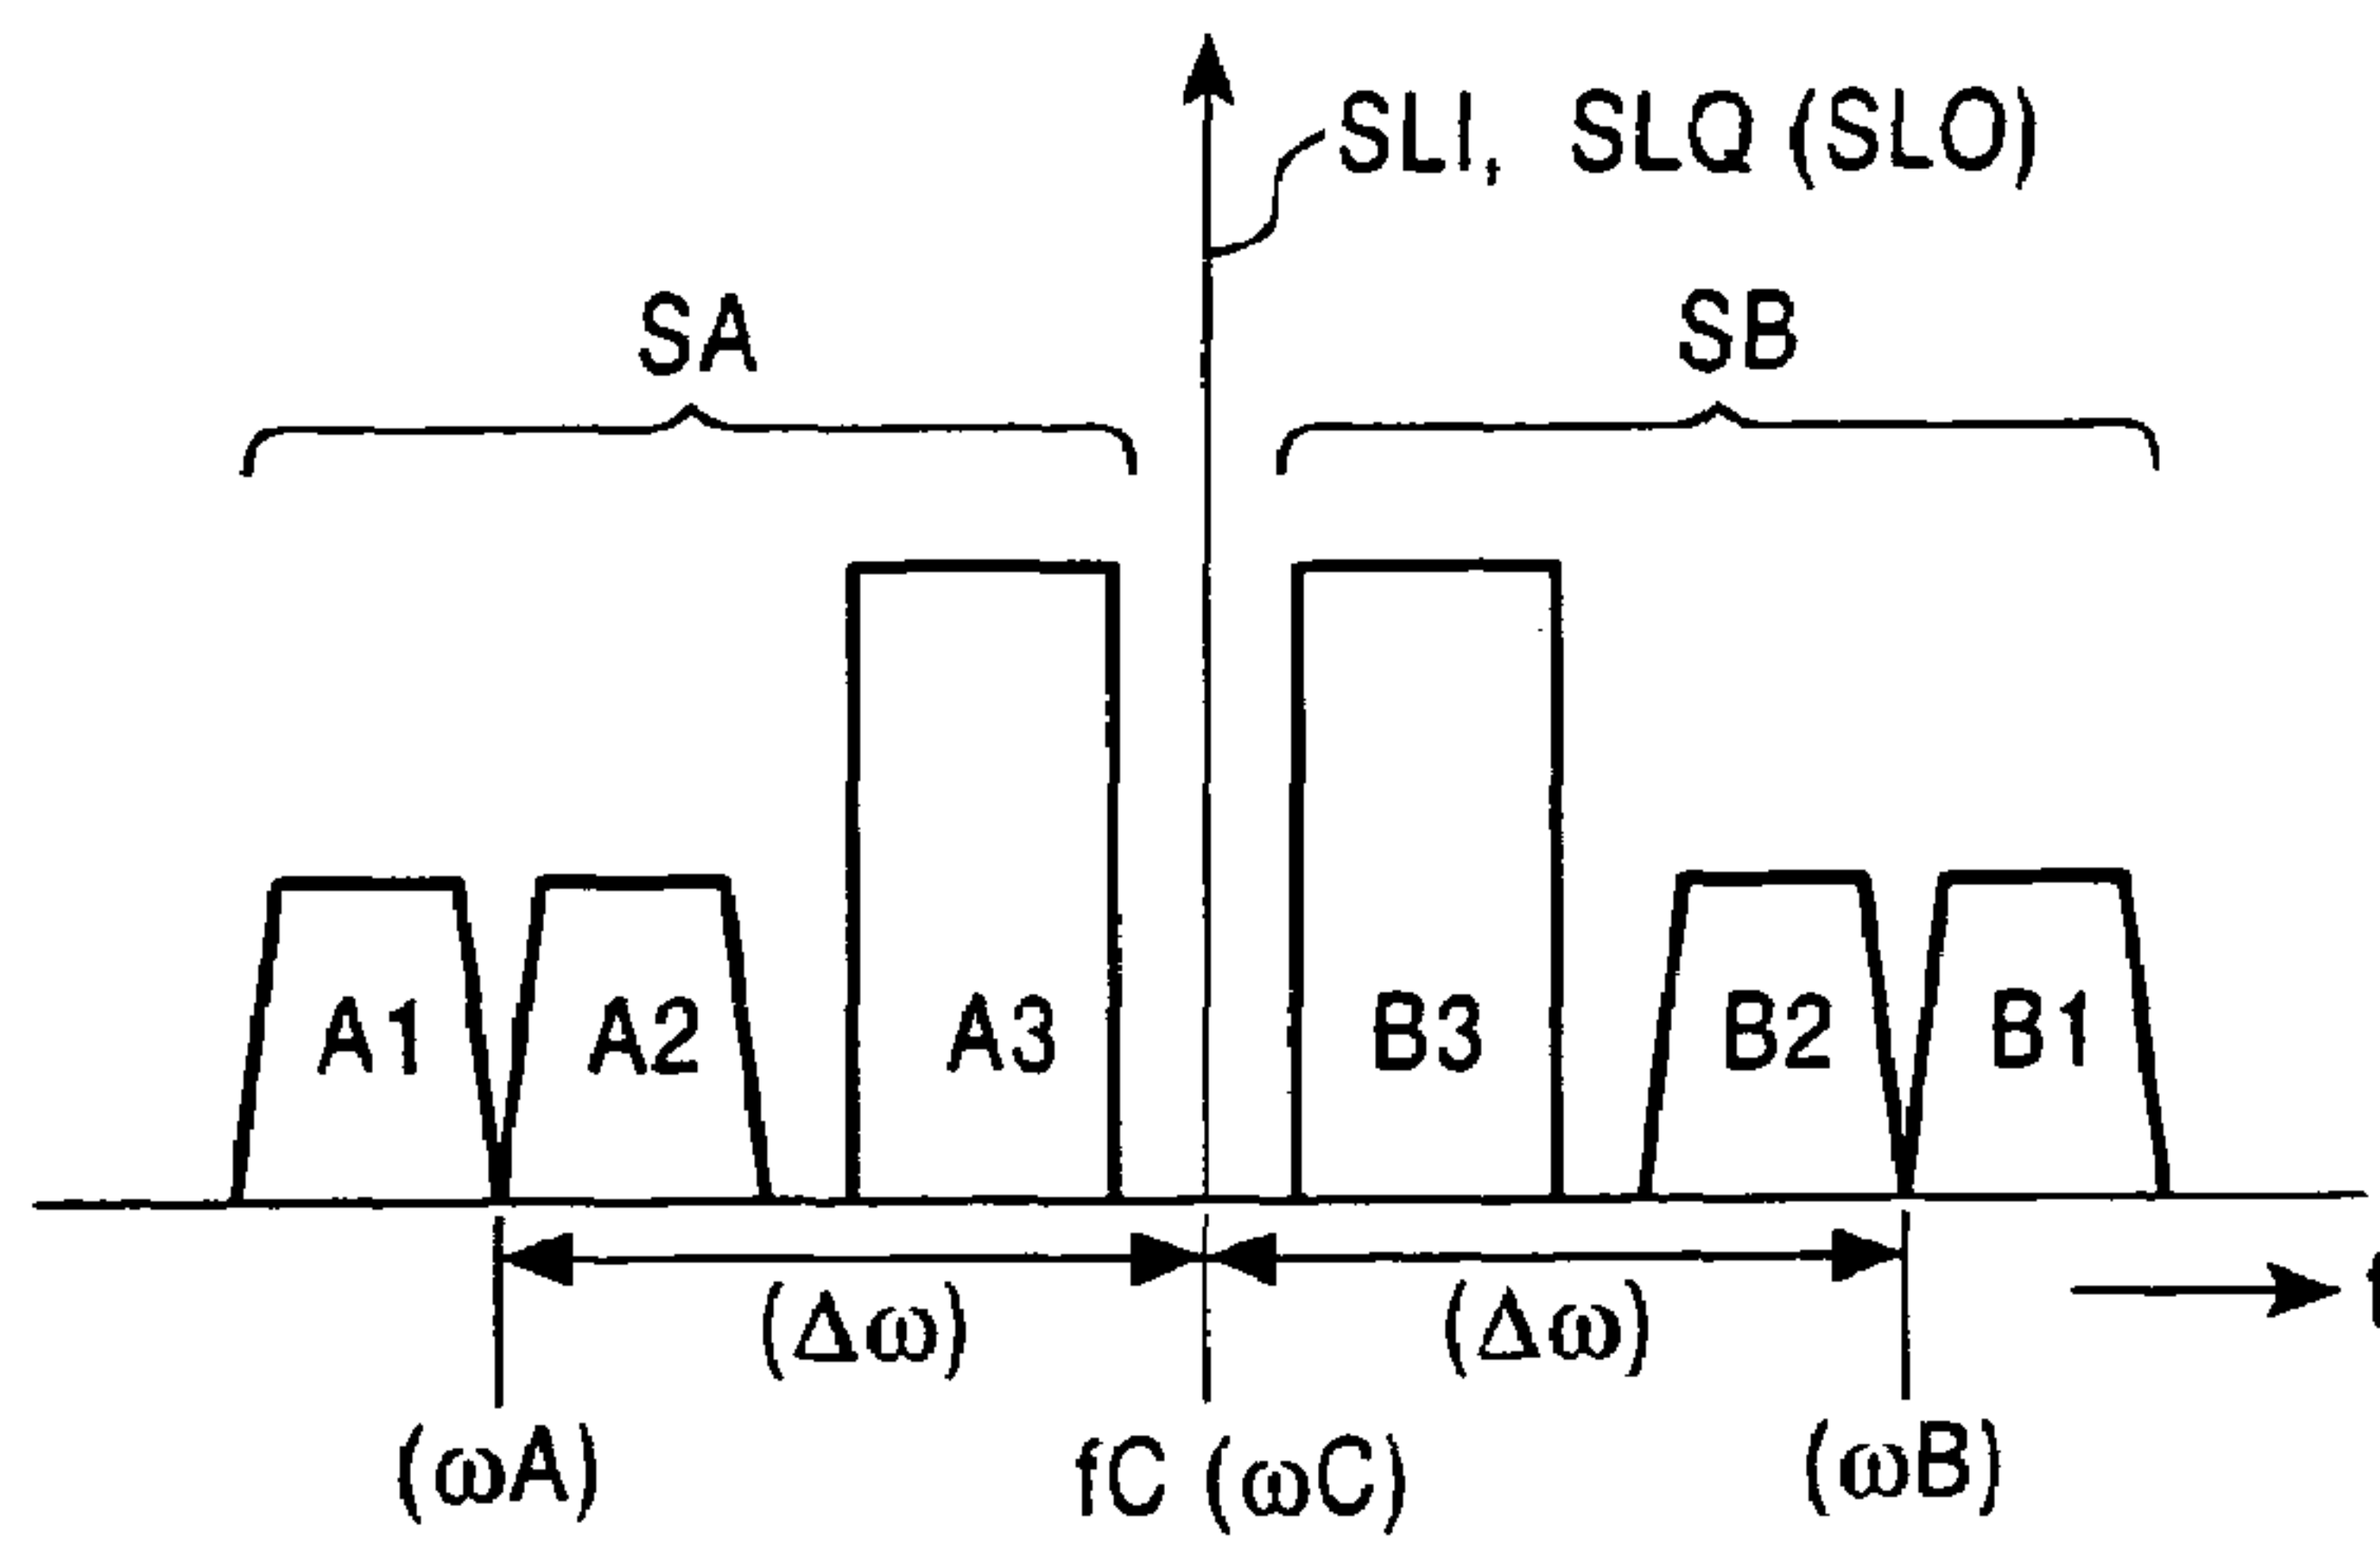 SLI, SLQ (SLO)
SA
SB
A1
A2
A3
B3
B2
B1
(Δω)
(Δω)
f
(ωA)
fC (ωC)
(ωB)